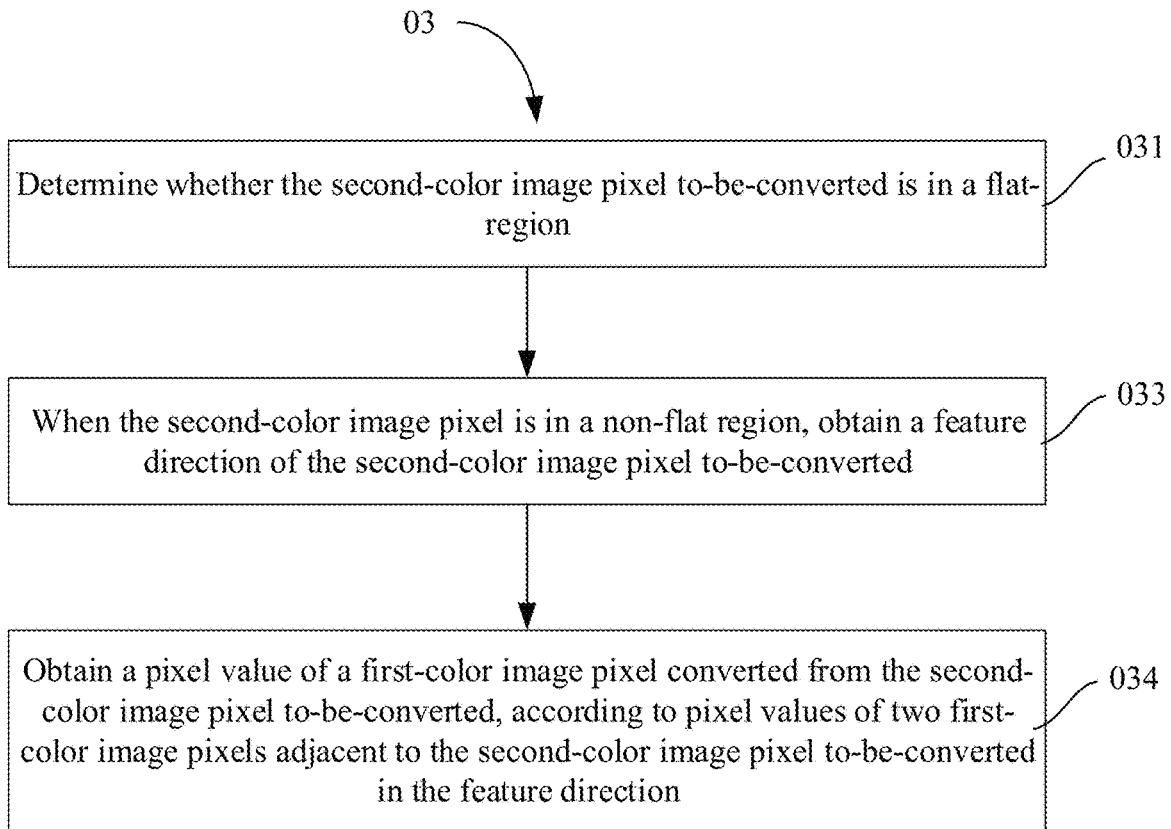 03
031
Determine whether the second-color image pixel to-be-converted is in a flat-
region
033
When the second-color image pixel is in a non-flat region, obtain a feature
direction of the second-color image pixel to-be-converted
034
Obtain a pixel value of a first-color image pixel converted from the second-
color image pixel to-be-converted, according to pixel values of two first-
color image pixels adjacent to the second-color image pixel to-be-converted
in the feature direction